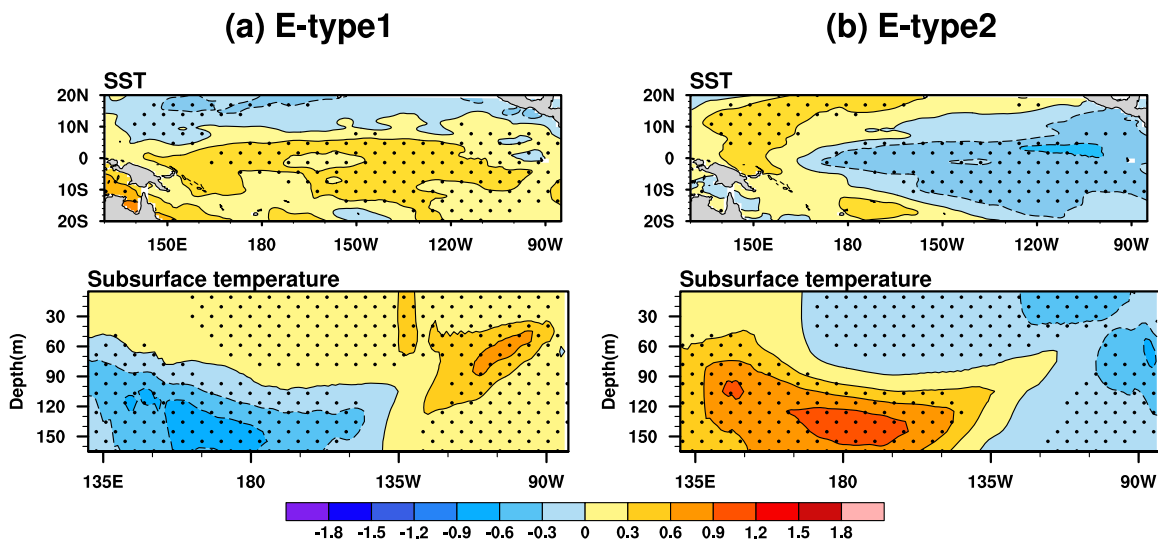 (a) E-type1
(b) E-type2
SST
SST
20N
10N
0
10S
20S
150E 180 150W 120W 90W
20N
10N
0
10S
20S
150E 180 150W 120W 90W
Subsurface temperature
Subsurface temperature
Depth(m)
30
60
90
120
150
135E 180 135W 90W
Depth(m)
30
60
90
120
150
135E 180 135W 90W
-1.8 -1.5 -1.2 -0.9 -0.6 -0.3 0 0.3 0.6 0.9 1.2 1.5 1.8